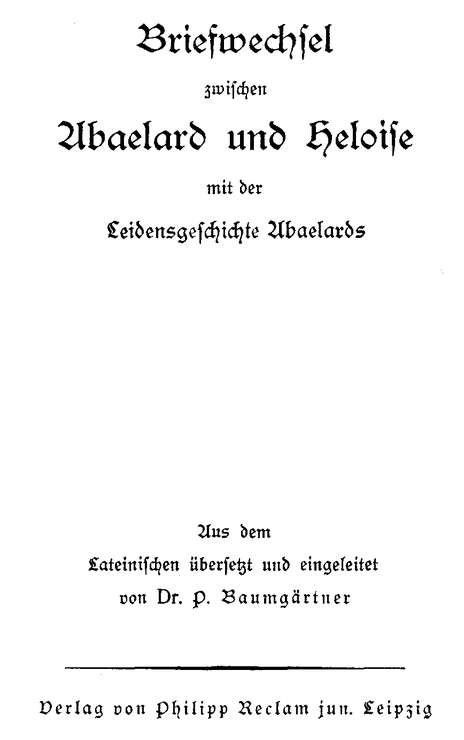 Briefwechsel
zwischen
Abaelard und Heloise
mit der
Leidensgeschichte Abaelards
Aus dem
Lateinischen übersetzt und eingeleitet
von Dr. P. Baumgärtner
Verlag von Philipp Reclam jun. Leipzig